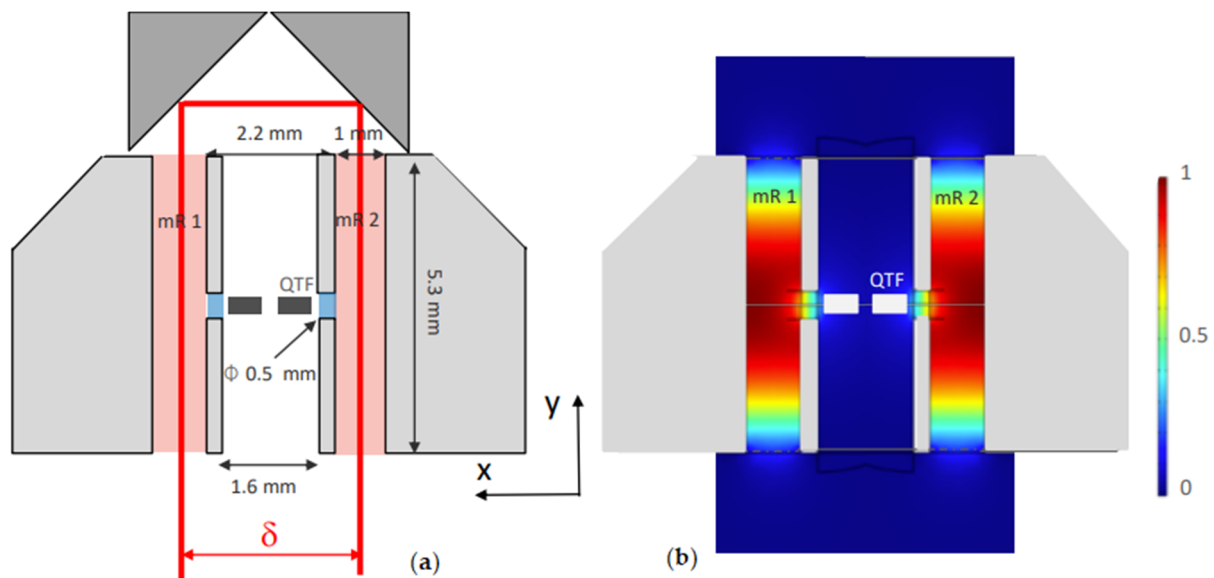 2.2 mm
1 mm
mR 1
mR 2
QTF
5.3 mm
Φ 0.5 mm
1.6 mm
y
x
δ
(a)
mR 1
mR 2
QTF
1
0.5
0
(b)